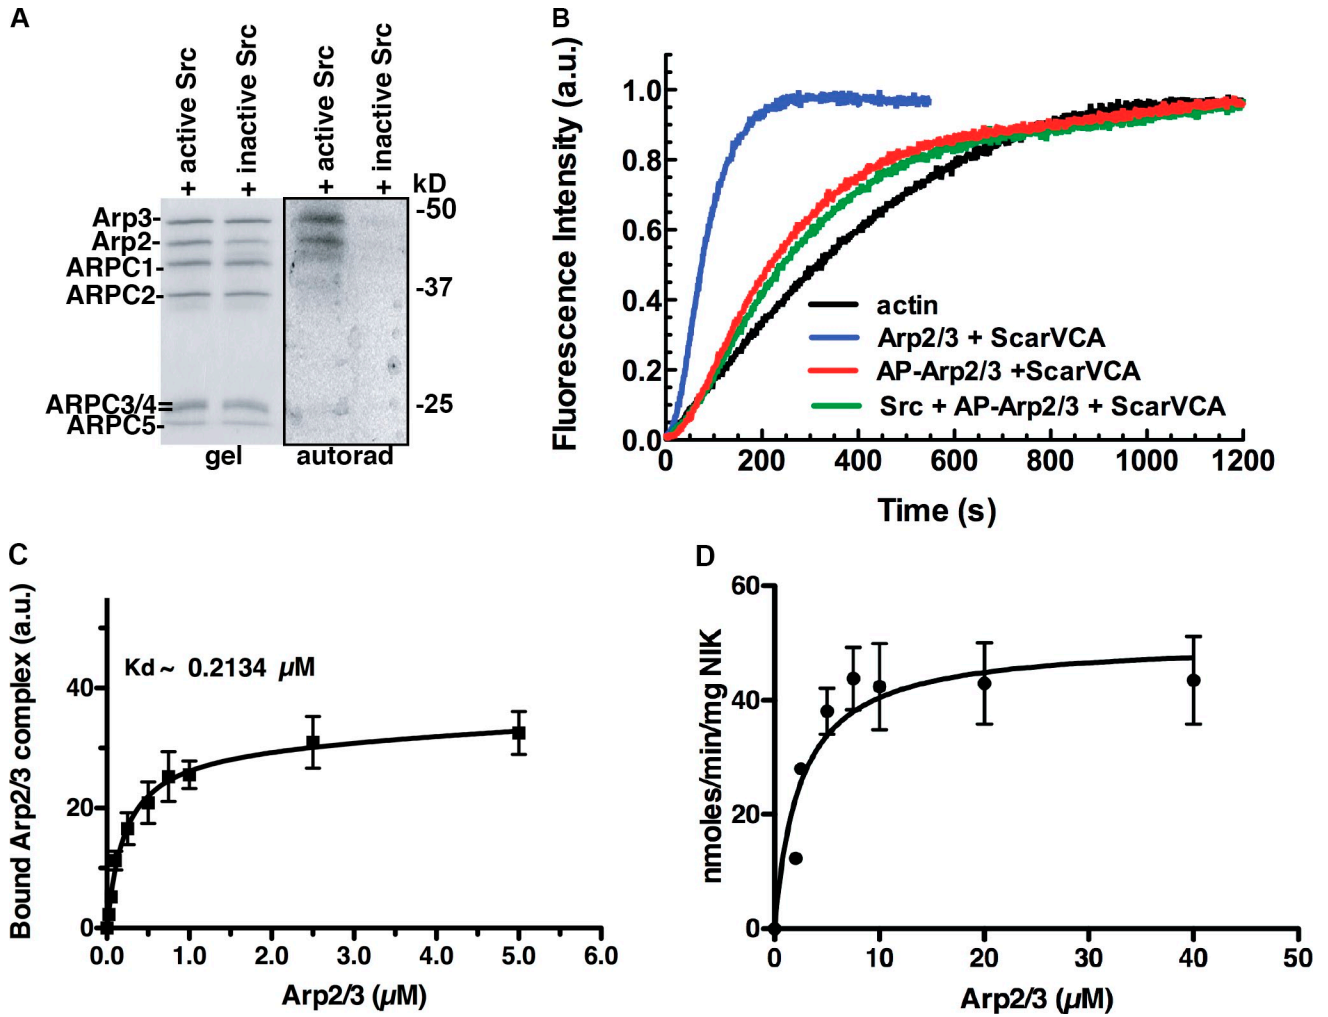 A
+ active Src
+ inactive Src
+ active Src
+ inactive Src
kD
Arp3-
Arp2-
ARPC1-
ARPC2-
ARPC3/4=
ARPC5-
-50
-37
-25
gel
autorad
B
Fluorescence Intensity (a.u.)
1.0
0.8
0.6
0.4
0.2
0.0
0 200 400 600 800 1000 1200
Time (s)
actin
Arp2/3 + ScarVCA
AP-Arp2/3 +ScarVCA
Src + AP-Arp2/3 + ScarVCA
C
Bound Arp2/3 complex (a.u.)
Kd ~ 0.2134 µM
40
20
0
0.0 1.0 2.0 3.0 4.0 5.0 6.0
Arp2/3 (µM)
D
nmoles/min/mg NIK
60
40
20
0
0 10 20 30 40 50
Arp2/3 (µM)